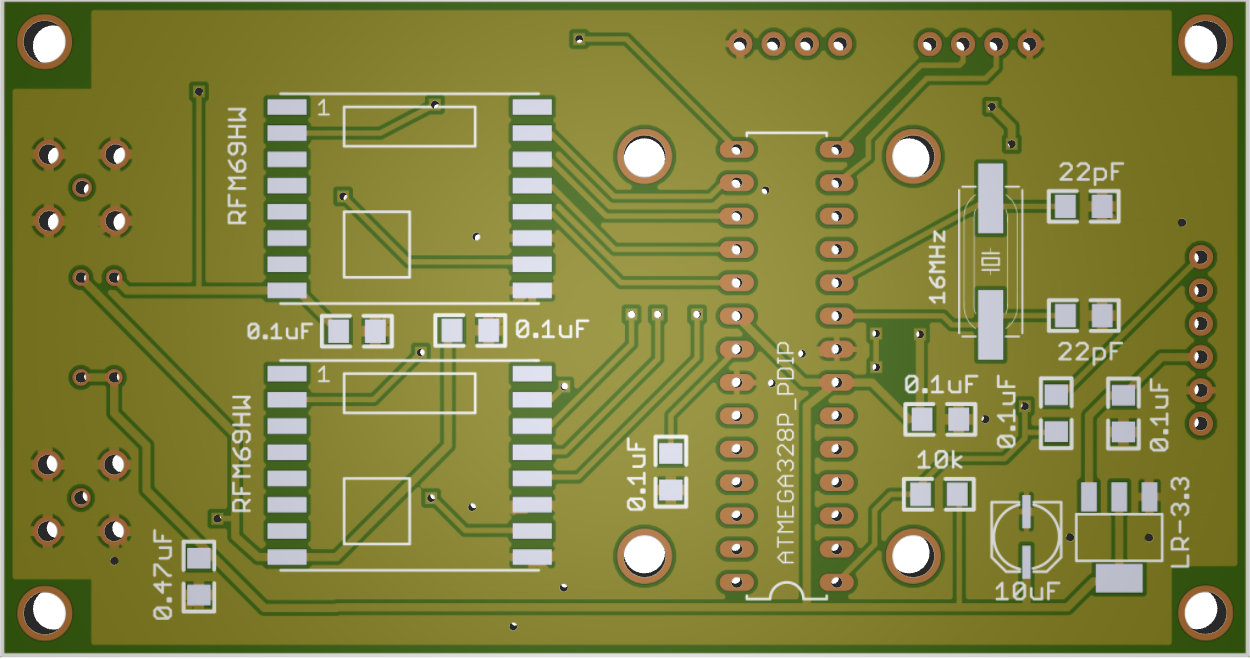 RFM69HW
1
22pF
16MHz
0.1uF
0.1uF
22pF
RFM69HW
1
ATMEGA328P_PDIP
0.1uF
0.1uF
0.1uF
0.1uF
10k
LR-3.3
0.47uF
10uF